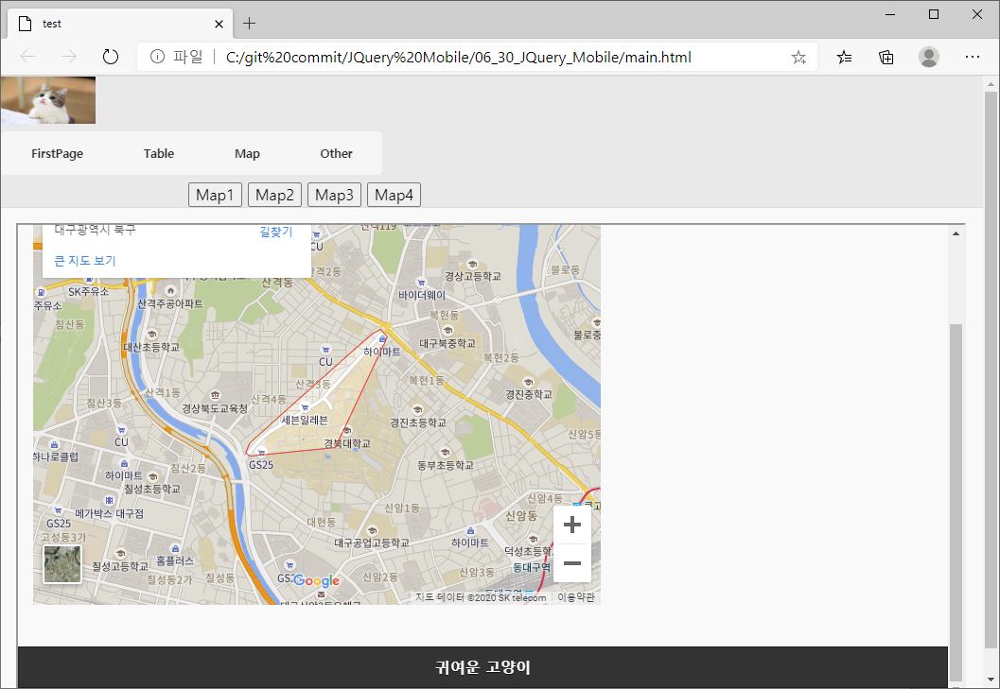 test
파일 C:/git%20commit/JQuery%20Mobile/06_30_JQuery_Mobile/main.html
FirstPage Table Map Other
Map1 Map2 Map3 Map4
대구광역시 북구 길찾기
큰 지도 보기
CU
산격동
경상고등학교
불로동
SK주유소
바이더웨이
주유소
산격주공아파트
복현동
침산동
대구북중학교
대산초등학교
하이마트
CU
복현2동
산격3동
복현1동
산격1동
산격4동
경진중학교
침산3동
경상북도교육청
세븐일레븐
경진초등학교
CU
경북대학교
신암5동
하나로클럽
GS25
동부초등학교
하이마트
침산2동
칠성초등학교
신암4동
메가박스 대구점
신암1동
신암동
GS25
대현동
고성동3가
대구공업고등학교
하이마트
덕성초등학
홈플러스
칠성고등학교
동대구역
칠성동2가
칠성동
Google
신암2동
신암3동
지도 데이터 ©2020 SK telecom 이용약관
귀여운 고양이